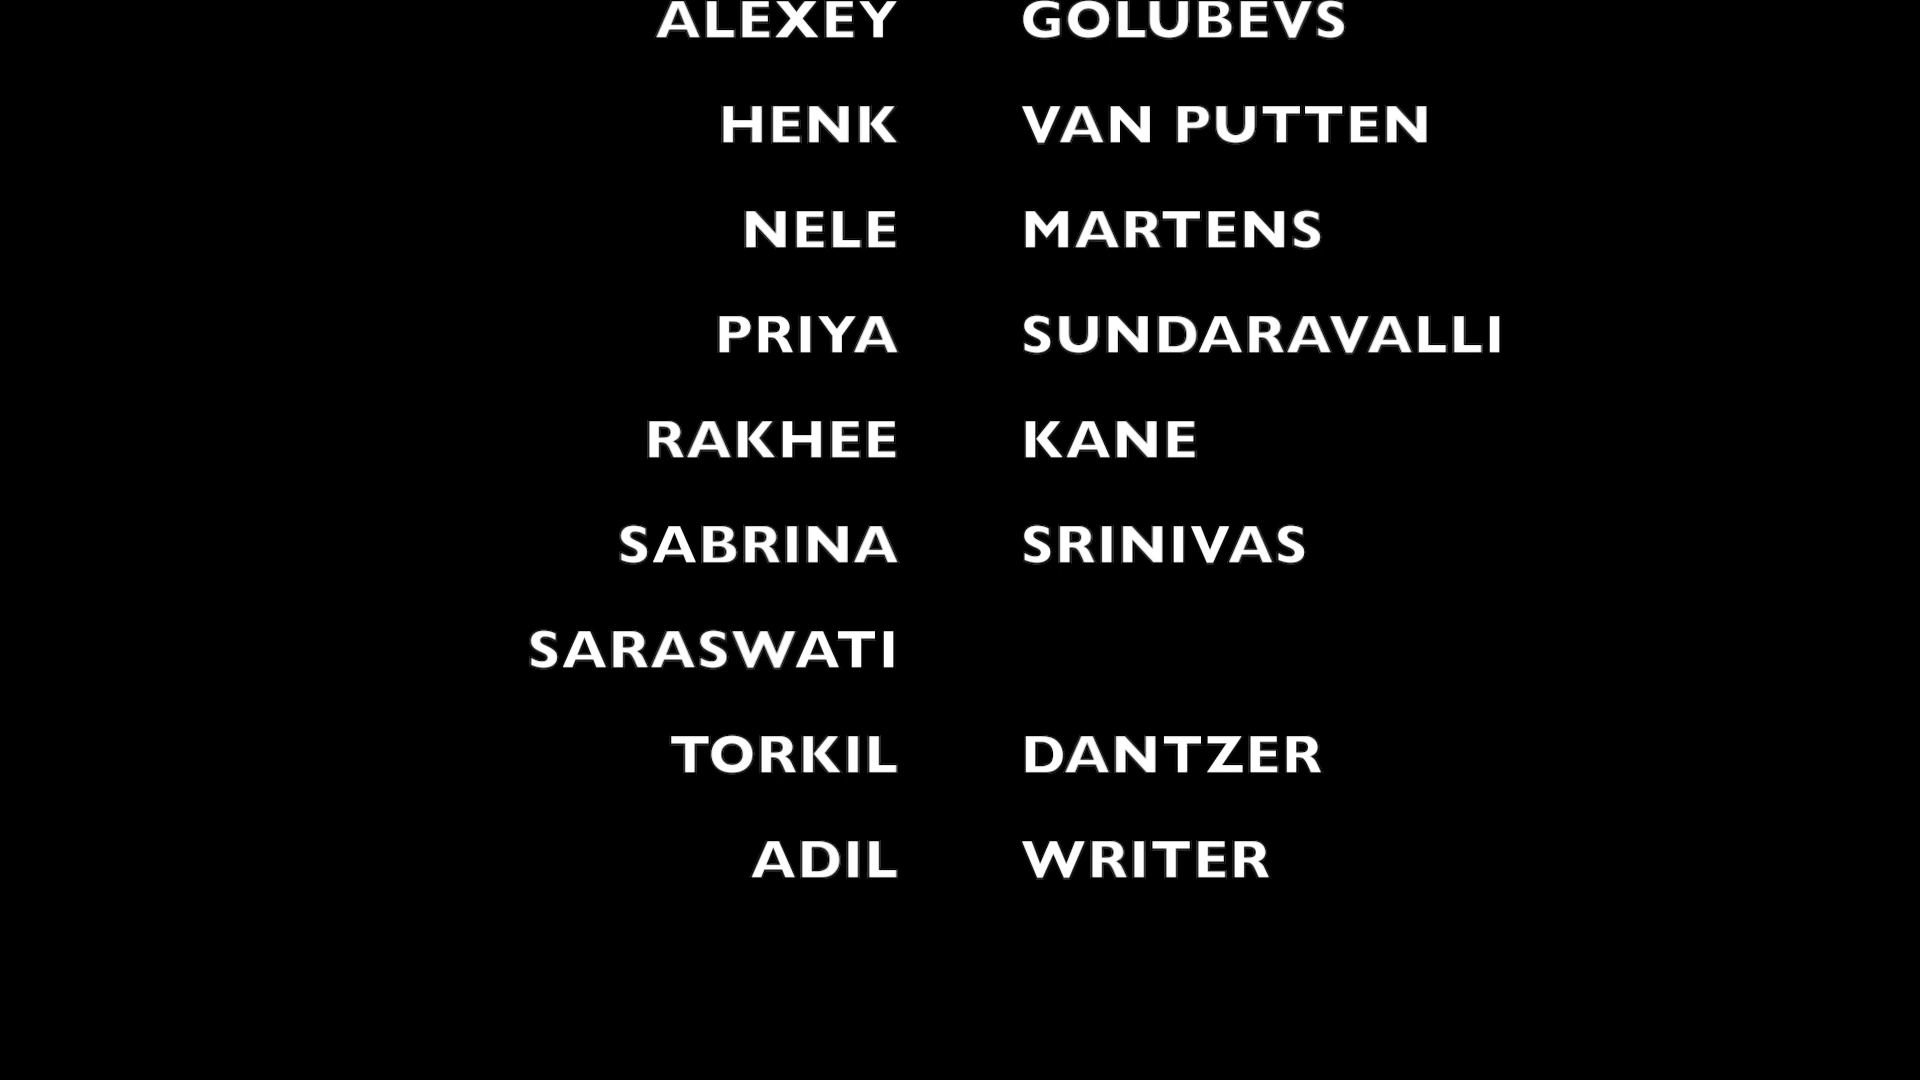 ALEXEY GOLUBEVS
HENK VAN PUTTEN
NELE MARTENS
PRIYA SUNDARAVALLI
RAKHEE KANE
SABRINA SRINIVAS
SARASWATI
TORKIL DANTZER
ADIL WRITER